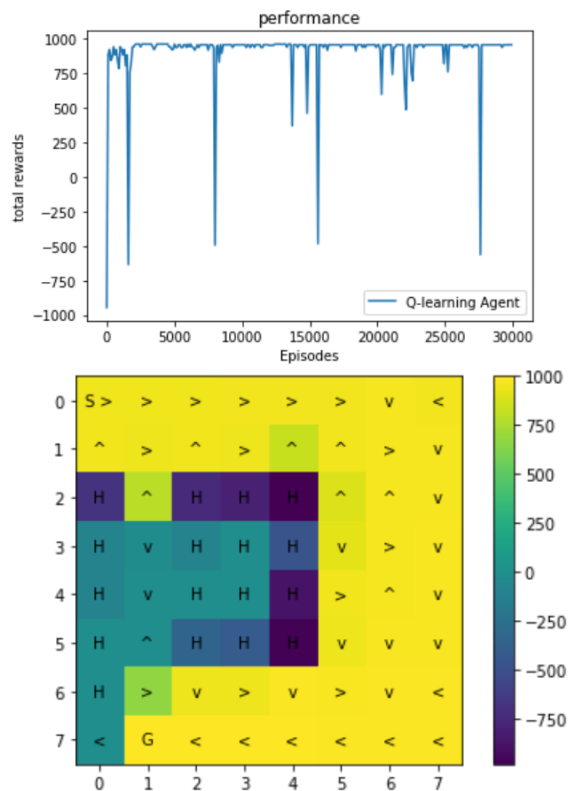 performance
1000
750
500
250
0
−250
−500
−750
−1000
total rewards
0 5000 10000 15000 20000 25000 30000
Episodes
Q-learning Agent
0 S > > > > > > v <
1 ^ > ^ > ^ ^ > v
2 H ^ H H H ^ ^ v
3 H v H H H v > v
4 H v H H H > ^ v
5 H ^ H H H v v v
6 H > v > v > v <
7 < G < < < < < <
0 1 2 3 4 5 6 7
1000
750
500
250
0
−250
−500
−750